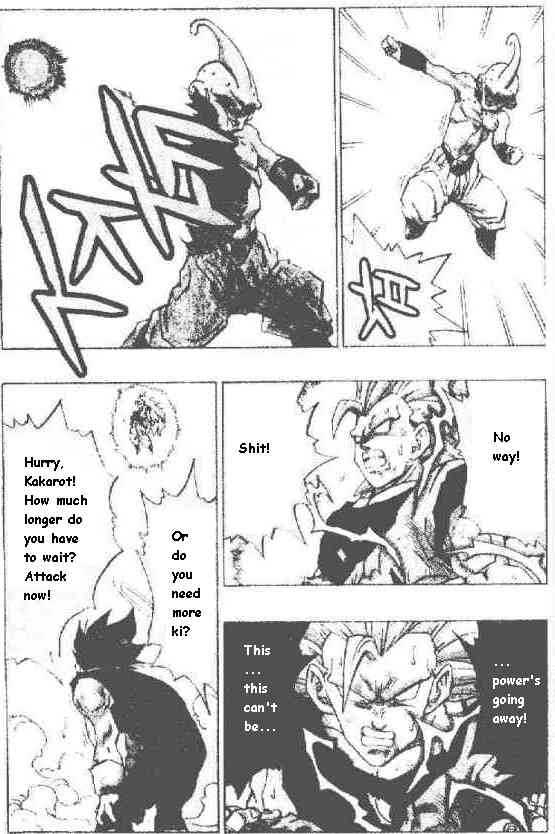 Hurry,
Kakarot!
How much
longer do
you have
to wait?
Attack
now!
Or
do
you
need
more
ki?
Shit!
No
way!
This
...
this
can't
be...
...
power's
going
away!